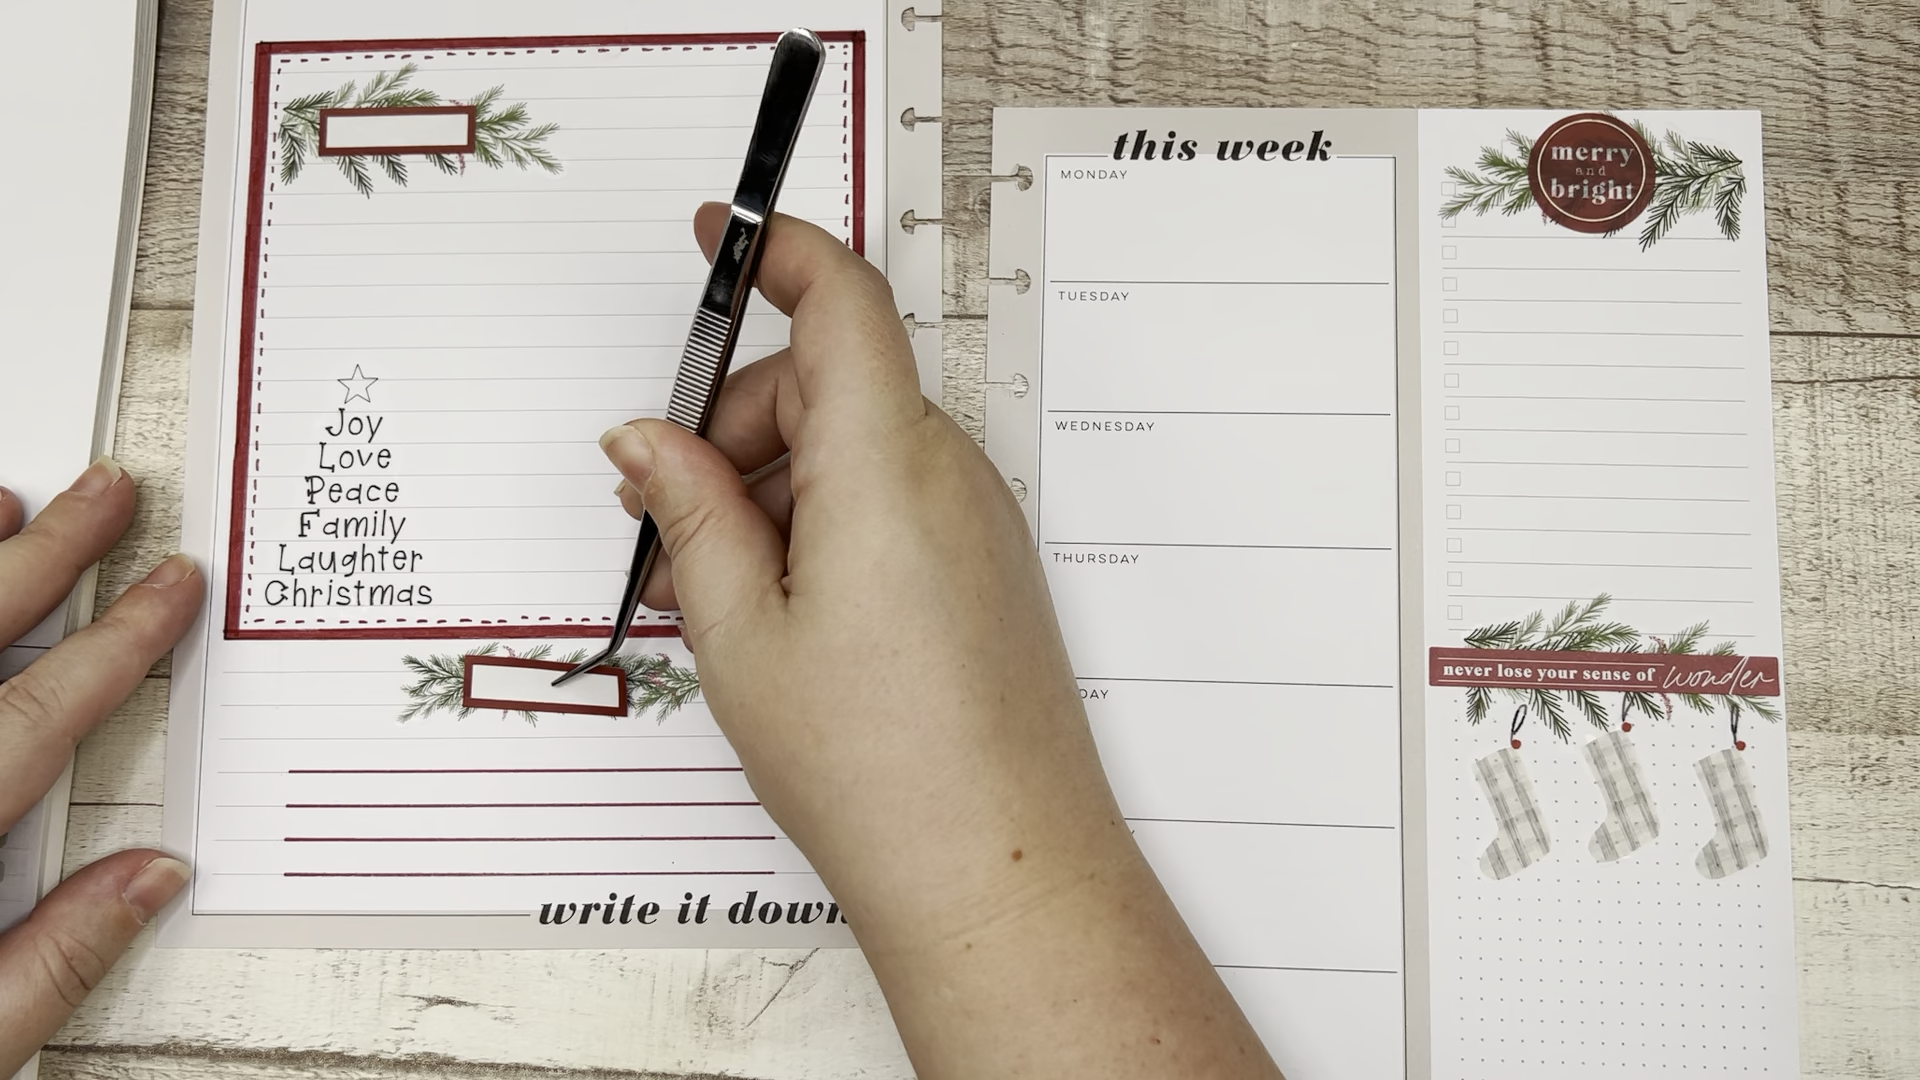 Joy
Love
Peace
Family
Laughter
Christmas
write it down
this week
MONDAY
TUESDAY
WEDNESDAY
THURSDAY
merry
and
bright
never lose your sense of wonder